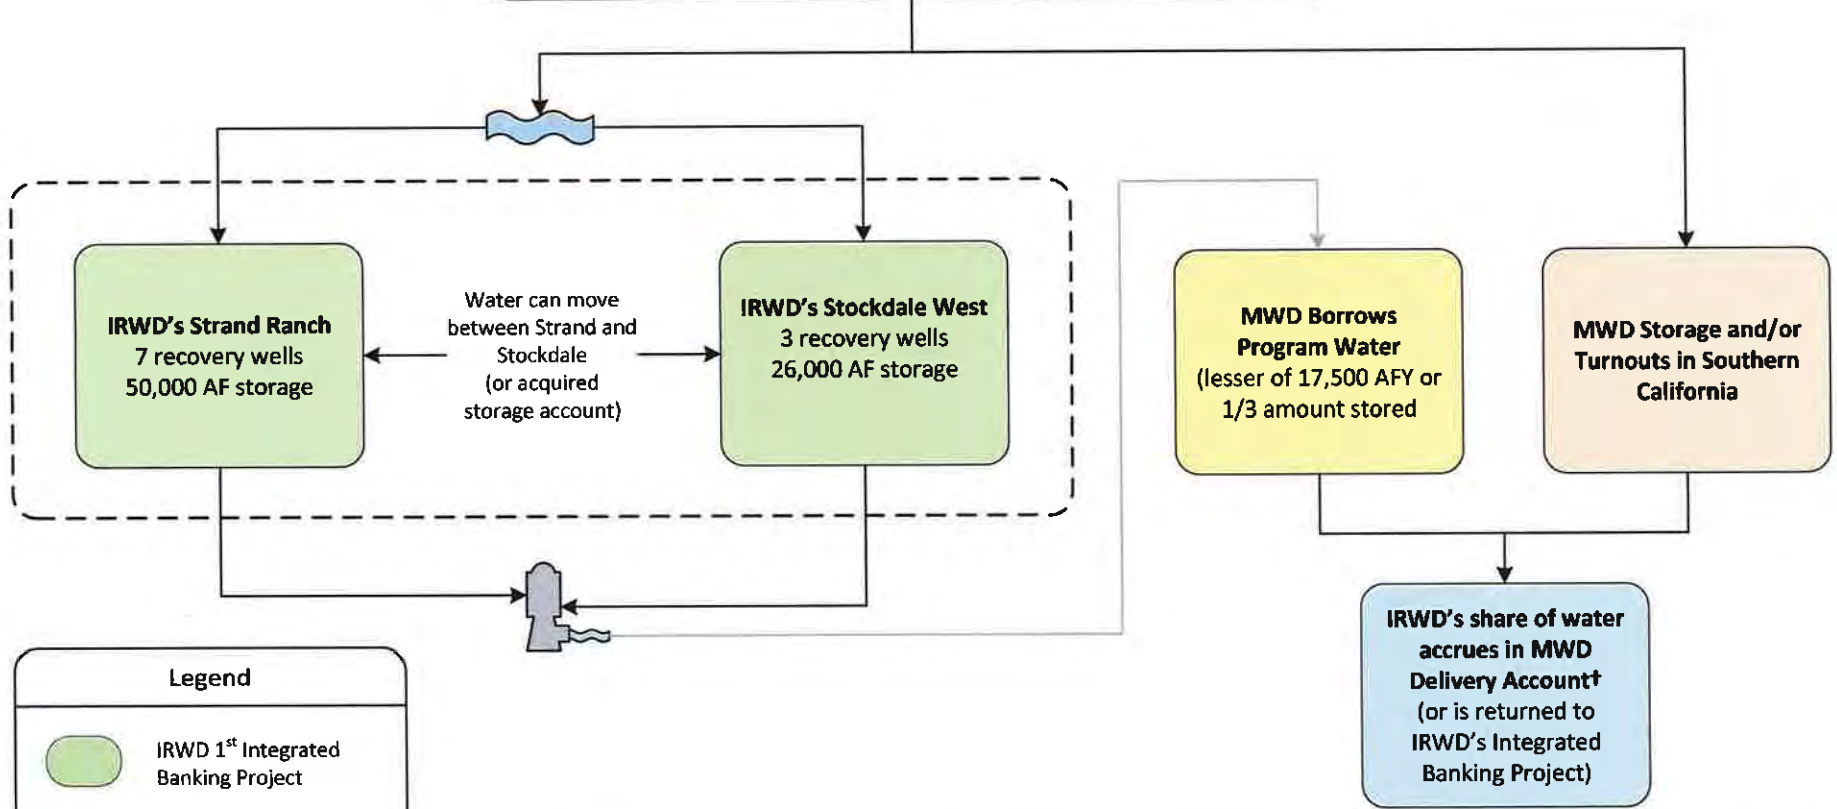 IRWD's Strand Ranch
7 recovery wells
50,000 AF storage
Water can move
between Strand and
Stockdale
(or acquired
storage account)
IRWD's Stockdale West
3 recovery wells
26,000 AF storage
MWD Borrows
Program Water
(lesser of 17,500 AFY or
1/3 amount stored
MWD Storage and/or
Turnouts in Southern
California
IRWD's share of water
accrues in MWD
Delivery Account†
(or is returned to
IRWD's Integrated
Banking Project)
Legend
IRWD 1st Integrated
Banking Project